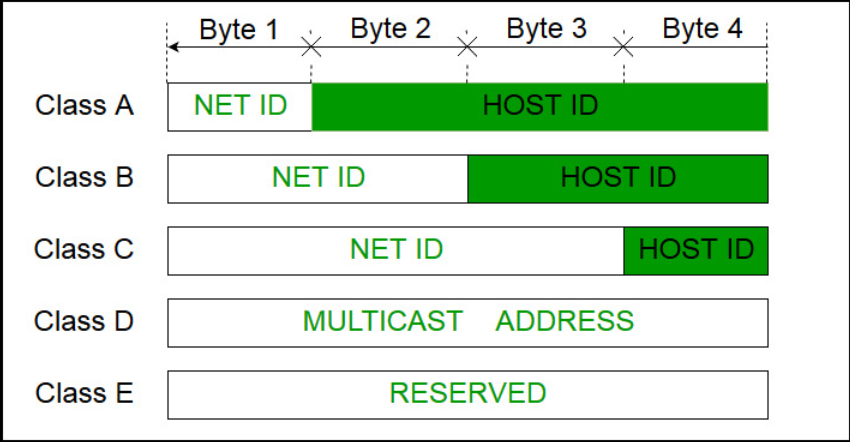 Byte 1 Byte 2 Byte 3 Byte 4
Class A NET ID HOST ID
Class B NET ID HOST ID
Class C NET ID HOST ID
Class D MULTICAST ADDRESS
Class E RESERVED